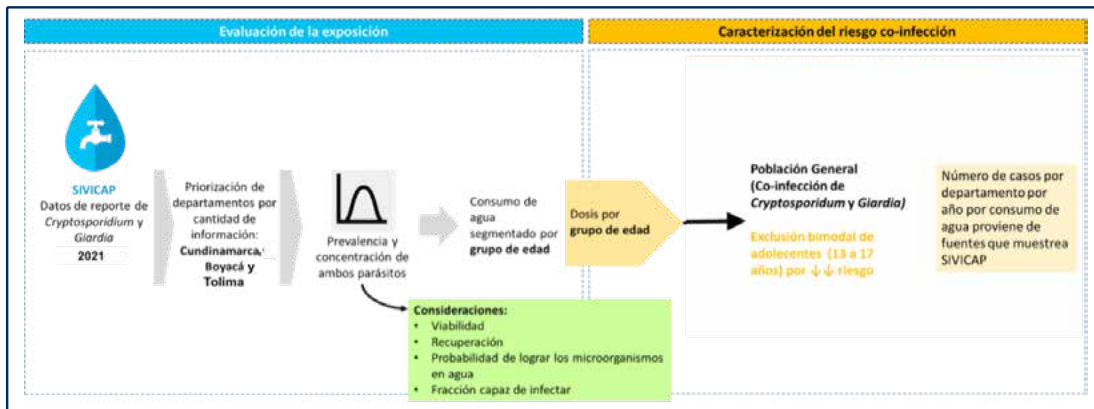 Evaluación de la exposición
Caracterización del riesgo co-infección
SIVICAP
Datos de reporte de
Cryptosporidium y
Giardia
2021
Priorización de
departamentos por
cantidad de
información:
Cundinamarca,
Boyacá y
Tolima
Prevalencia y
concentración de
ambos parásitos
Consumo de
agua
segmentado por
grupo de edad
Dosis por
grupo de edad
Consideraciones:
• Viabilidad
• Recuperación
• Probabilidad de lograr los microorganismos
en agua
• Fracción capaz de infectar
Población General
(Co-infección de
Cryptosporidum y Giardia)
Exclusión bimodal de
adolecentes (13 a 17
años) por ↓↓ riesgo
Número de casos por
departamento por
año por consumo de
agua proviene de
fuentes que muestrea
SIVICAP